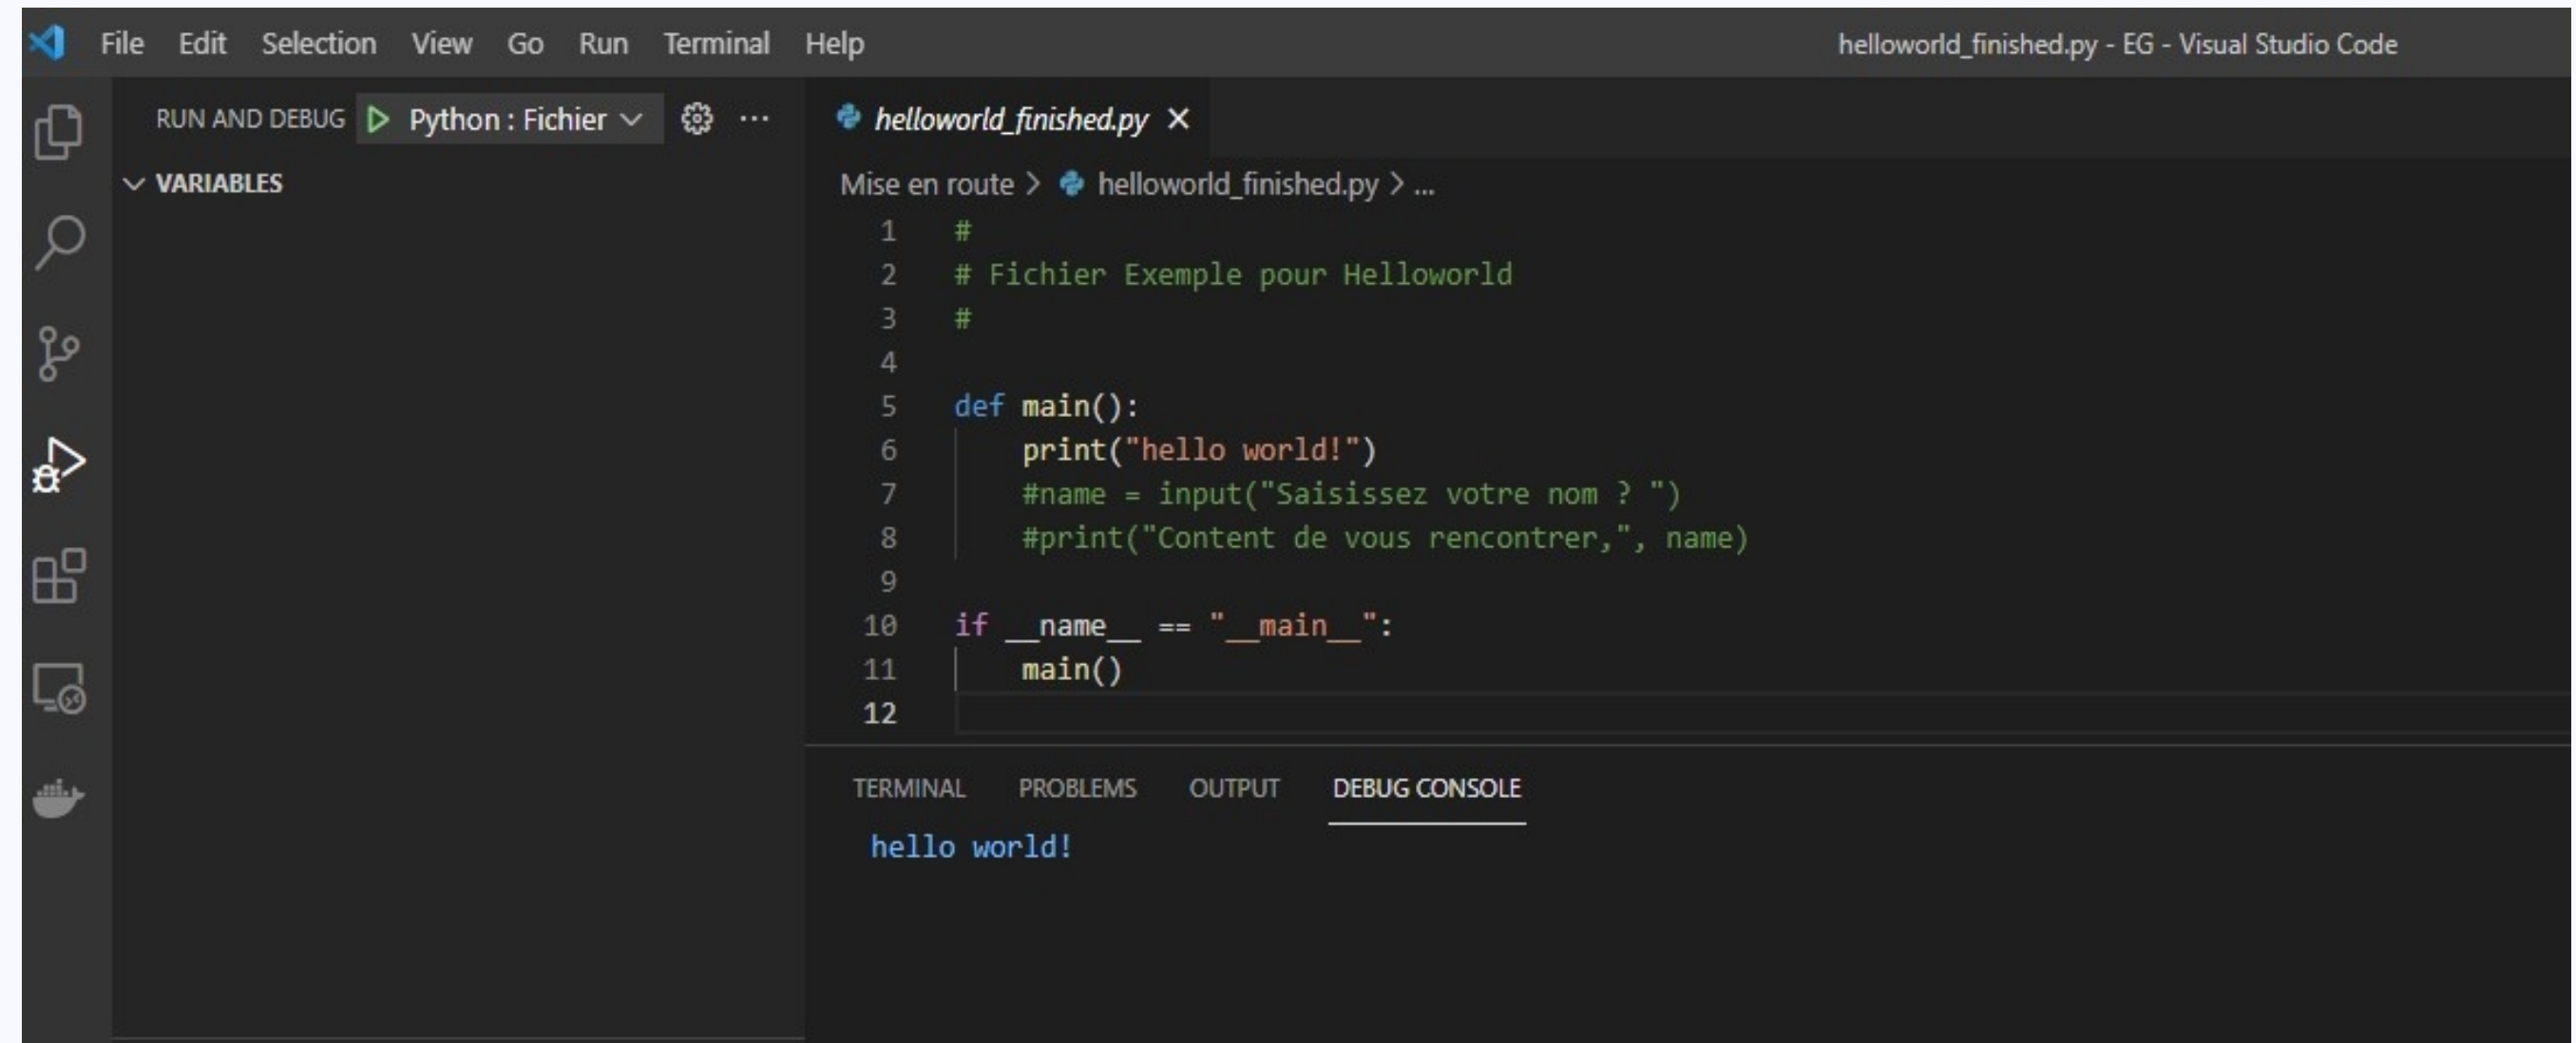 File Edit Selection View Go Run Terminal Help
helloworld_finished.py - EG - Visual Studio Code
RUN AND DEBUG Python : Fichier ...
VARIABLES
helloworld_finished.py
Mise en route > helloworld_finished.py > ...
1 #
2 # Fichier Exemple pour Helloworld
3 #
4
5 def main():
6     print("hello world!")
7     #name = input("Saisissez votre nom ? ")
8     #print("Content de vous rencontrer,", name)
9
10 if __name__ == "__main__":
11     main()
12
TERMINAL PROBLEMS OUTPUT DEBUG CONSOLE
hello world!